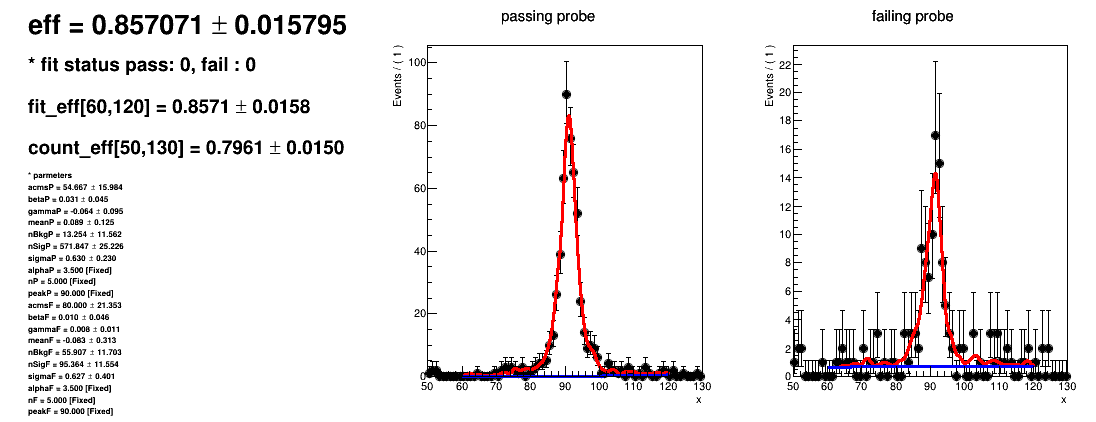 eff = 0.857071 ± 0.015795
* fit status pass: 0, fail : 0
fit_eff[60,120] = 0.8571 ± 0.0158
count_eff[50,130] = 0.7961 ± 0.0150
* parmeters
acmsP = 54.667 ± 15.984
betaP = 0.031 ± 0.045
gammaP = -0.064 ± 0.095
meanP = 0.089 ± 0.125
nBkgP = 13.254 ± 11.562
nSigP = 571.847 ± 25.226
sigmaP = 0.630 ± 0.230
alphaP = 3.500 [Fixed]
nP = 5.000 [Fixed]
peakP = 90.000 [Fixed]
acmsF = 80.000 ± 21.353
betaF = 0.010 ± 0.046
gammaF = 0.008 ± 0.011
meanF = -0.083 ± 0.313
nBkgF = 55.907 ± 11.703
nSigF = 95.364 ± 11.554
sigmaF = 0.627 ± 0.401
alphaF = 3.500 [Fixed]
nF = 5.000 [Fixed]
peakF = 90.000 [Fixed]
passing probe
Events / ( 1 )
100
80
60
40
20
0
50 60 70 80 90 100 110 120 130
x
failing probe
Events / ( 1 )
22
20
18
16
14
12
10
8
6
4
2
0
50 60 70 80 90 100 110 120 130
x